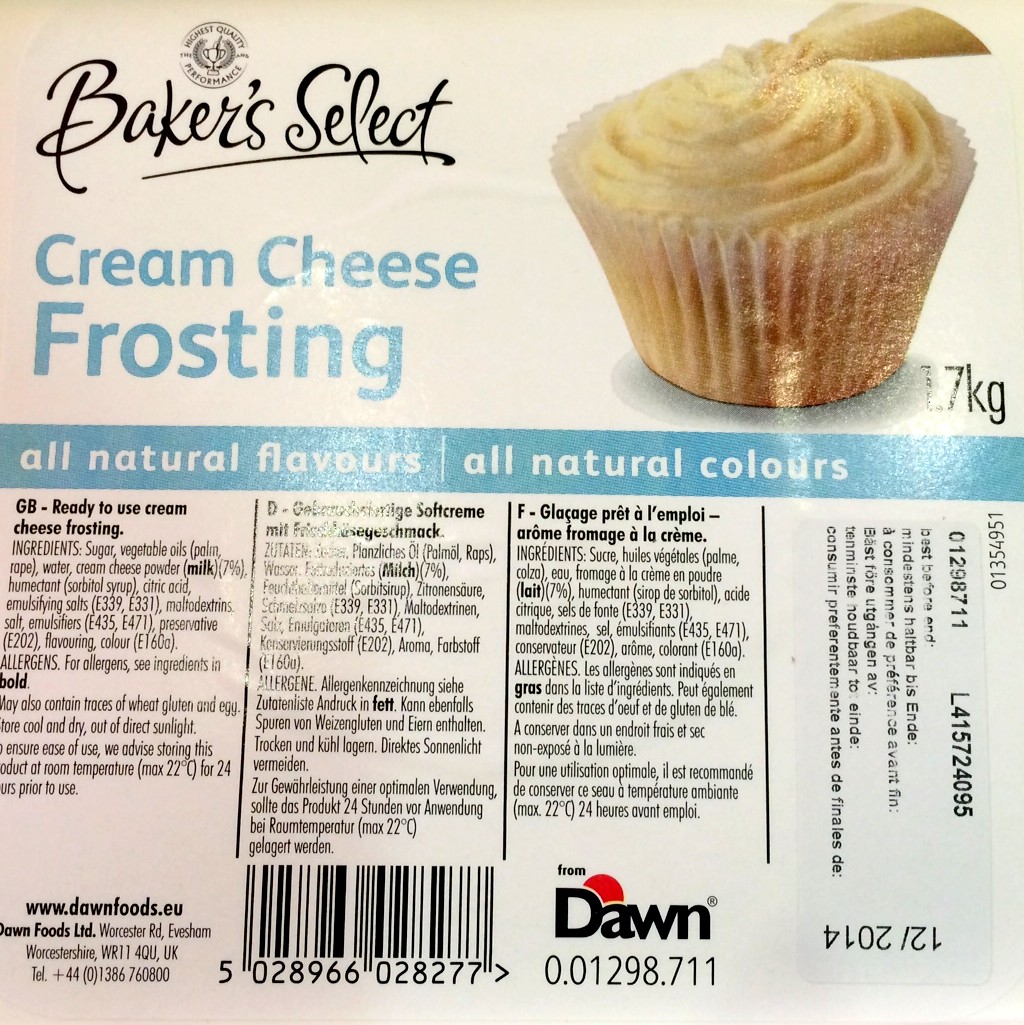 HIGHEST QUALITY
THE AND
PERFORMANCE
Baker's Select
Cream Cheese
Frosting
7kg
all natural flavours | all natural colours
GB - Ready to use cream
cheese frosting.
INGREDIENTS: Sugar, vegetable oils (palm,
rape), water, cream cheese powder (milk)(7%),
humectant (sorbitol syrup), citric acid,
emulsifying salts (E339, E331), maltodextrins.
salt, emulsifiers (E435, E471), preservative
(E202), flavouring, colour (E160a).
ALLERGENS. For allergens, see ingredients in
bold.
May also contain traces of wheat gluten and egg.
tore cool and dry, out of direct sunlight.
o ensure ease of use, we advise storing this
oduct at room temperature (max 22°C) for 24
urs prior to use.
D - Softcreme
mit
ZUTATEN: Pflanzliches Öl (Palmöl, Raps),
Wasser, (Milch)(7%),
(Sorbitsirup), Zitronensäure,
(E339, E331), Maltodextrinen,
Salz, Emulgatoren (E435, E471),
Konservierungsstoff (E202), Aroma, Farbstoff
(E160a).
ALLERGENE. Allergenkennzeichnung siehe
Zutatenliste Andruck in fett. Kann ebenfalls
Spuren von Weizengluten und Eiern enthalten.
Trocken und kühl lagern. Direktes Sonnenlicht
vermeiden.
Zur Gewährleistung einer optimalen Verwendung,
sollte das Produkt 24 Stunden vor Anwendung
bei Raumtemperatur (max 22°C)
gelagert werden.
F - Glaçage prêt à l'emploi –
arôme fromage à la crème.
INGRÉDIENTS: Sucre, huiles végétales (palme,
colza), eau, fromage à la crème en poudre
(lait)(7%), humectant (sirop de sorbitol), acide
citrique, sels de fonte (E339, E331),
maltodextrines, sel, émulsifiants (E435, E471),
conservateur (E202), arôme, colorant (E160a).
ALLERGÈNES. Les allergènes sont indiqués en
gras dans la liste d'ingrédients. Peut également
contenir des traces d'oeuf et de gluten de blé.
A conserver dans un endroit frais et sec
non-exposé à la lumière.
Pour une utilisation optimale, il est recommandé
de conserver ce seau à température ambiante
(max. 22°C) 24 heures avant emploi.
01354951
01298711 L415724095
best before end:
mindestens haltbar bis Ende:
à consommer de préférence avant fin:
Bäst före utgången av:
tenminste houdbaar tot einde:
consumir preferentemente antes de finales de:
12/2014
www.dawnfoods.eu
Dawn Foods Ltd. Worcester Rd, Evesham
Worcestershire, WR11 4QU, UK
Tel. +44 (0)1386 760800
5 028966 028277 >
from
Dawn®
0.01298.711